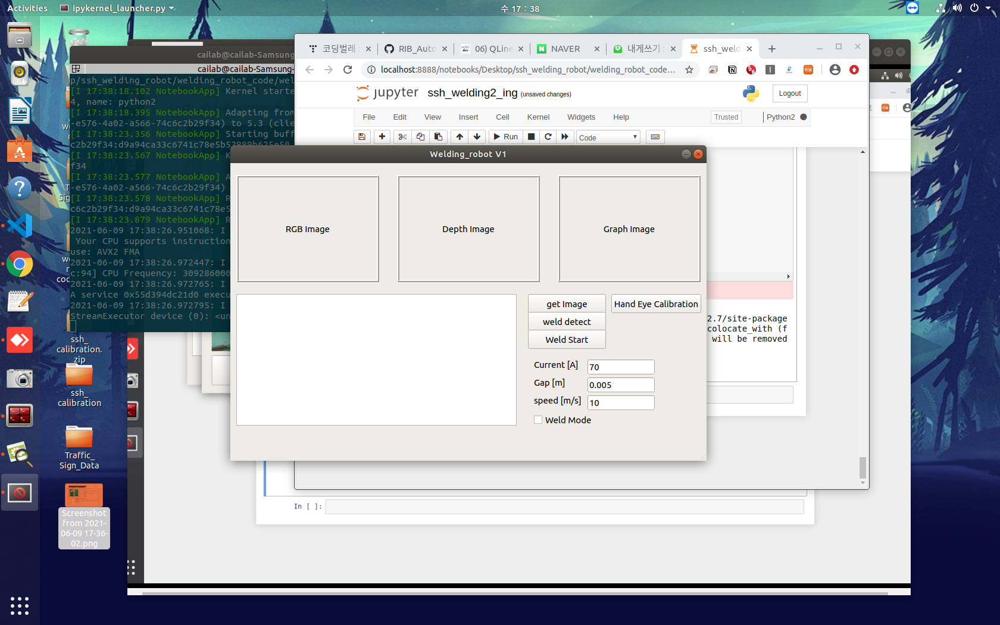 Activities
ipykernel_launcher.py
수 17 : 38
cailab@cailab-Samsung
cailab@cailab-Samsung-
p/ssh_welding_robot/welding_robot_code/wel
[I 17:38:18.102 NotebookApp] Kernel starte
4, name: python2
[I 17:38:18.395 NotebookApp] Adapting from
-e576-4a02-a566-74c6c2b29f34) to 5.3 (clie
[I 17:38:23.356 NotebookApp] Starting buff
c2b29f34:d9a94ca33c6741c78e5b52889b625e50
[I 17:38:23.567 NotebookApp] K
f34
[I 17:38:23.577 NotebookApp] A
-e576-4a02-a566-74c6c2b29f34)
[I 17:38:23.578 NotebookApp] R
c6c2b29f34:d9a94ca33c6741c78e5
[I 17:38:23.879 NotebookApp] R
2021-06-09 17:38:26.951068: I
Your CPU supports instruction
use: AVX2 FMA
2021-06-09 17:38:26.972447: I
c:94] CPU Frequency: 309286000
2021-06-09 17:38:26.972765: I
A service 0x55d394dc21d0 execu
2021-06-09 17:38:26.972795: I
StreamExecutor device (0): <un
ssh_
calibration.
zip
ssh_
calibration
Traffic_
Sign_Data
Screenshot
from 2021-
06-09 17-36-
02.png
코딩벌레
RIB_Auto
06) QLine
NAVER
내게쓰기
ssh_weld
localhost:8888/notebooks/Desktop/ssh_welding_robot/welding_robot_code...
jupyter
ssh_welding2_ing (unsaved changes)
Logout
File
Edit
View
Insert
Cell
Kernel
Widgets
Help
Trusted
Python2
Run
Code
2.7/site-package
colocate_with (f
will be removed
In [ ]:
Welding_robot V1
RGB Image
Depth Image
Graph Image
get Image
Hand Eye Calibration
weld detect
Weld Start
Current [A]
70
Gap [m]
0.005
speed [m/s]
10
Weld Mode